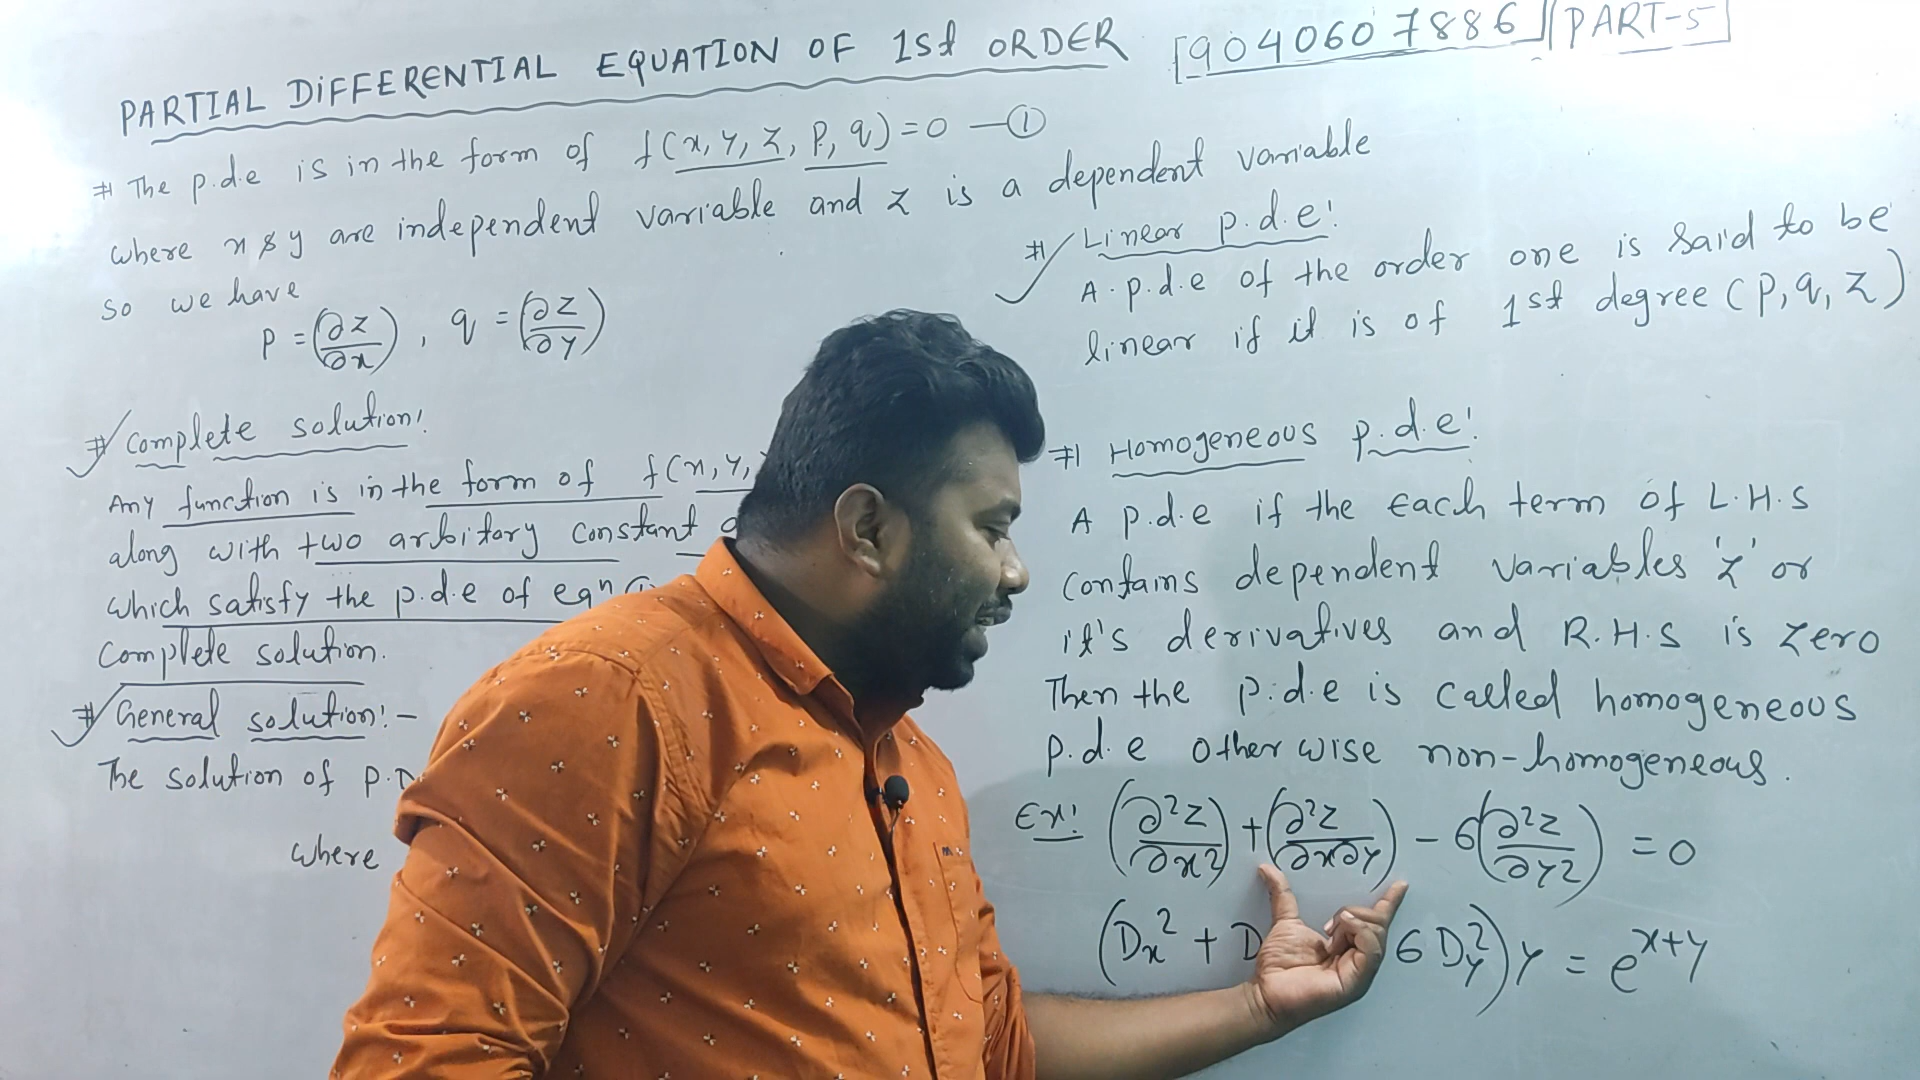 PARTIAL DIFFERENTIAL EQUATION OF 1st ORDER [9040607886] [PART-5]
# The p.d.e is in the form of f(x, y, z, p, q) = 0 —①
where x & y are independent variable and z is a dependent variable
so we have
p = (∂z/∂x), q = (∂z/∂y)
# Complete solution!
Any function is in the form of f(x, y,
along with two arbitary constant
which satisfy the p.d.e of eqn
Complete solution.
# General solution! -
The solution of p.
where
# Linear p.d.e!
A.p.d.e of the order one is said to be
linear if it is of 1st degree (p, q, z)
# Homogeneous p.d.e!
A p.d.e if the each term of L.H.S
contains dependent variables 'z' or
it's derivatives and R.H.S is zero
Then the p.d.e is called homogeneous
p.d.e otherwise non-homogeneous.
Ex! (∂²z/∂x²) + (∂²z/∂x∂y) - 6(∂²z/∂y²) = 0
(Dx² + D 6Dy²)y = e^x+y